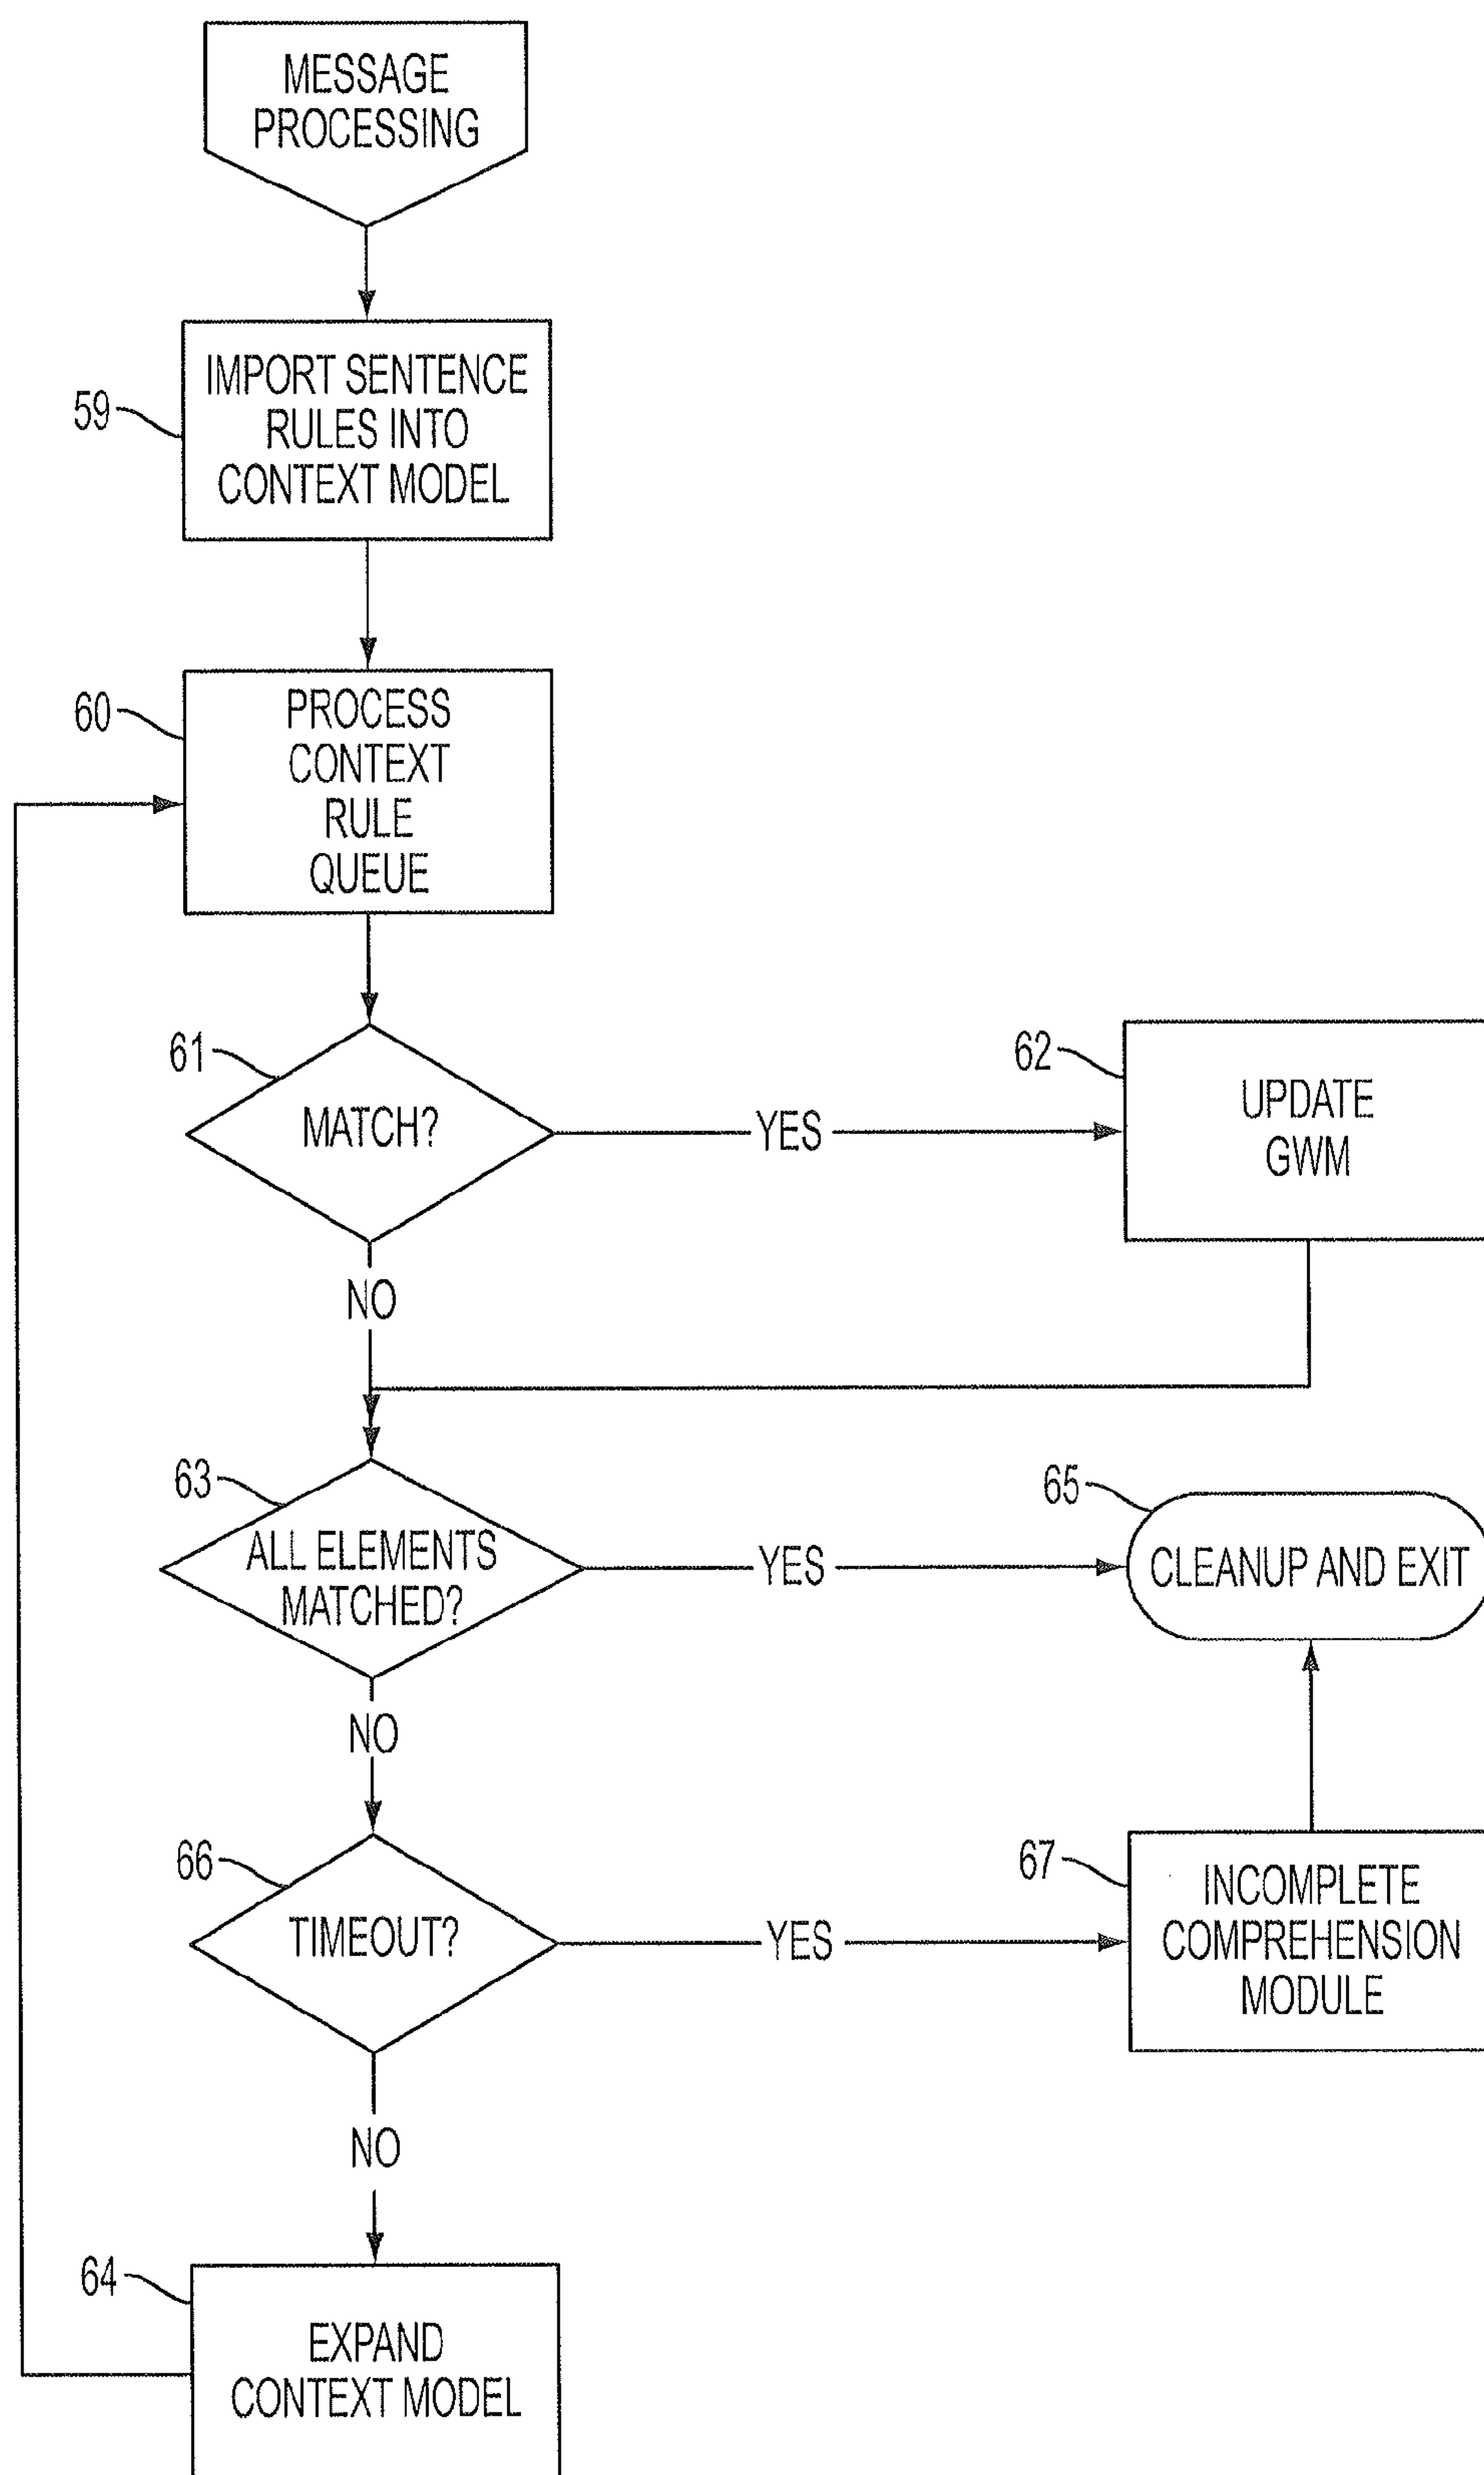 MESSAGE
PROCESSING
59
IMPORT SENTENCE
RULES INTO
CONTEXT MODEL
60
PROCESS
CONTEXT
RULE
QUEUE
61
MATCH?
YES
62
UPDATE
GWM
NO
63
ALL ELEMENTS
MATCHED?
YES
65
CLEANUP AND EXIT
NO
66
TIMEOUT?
YES
67
INCOMPLETE
COMPREHENSION
MODULE
NO
64
EXPAND
CONTEXT MODEL